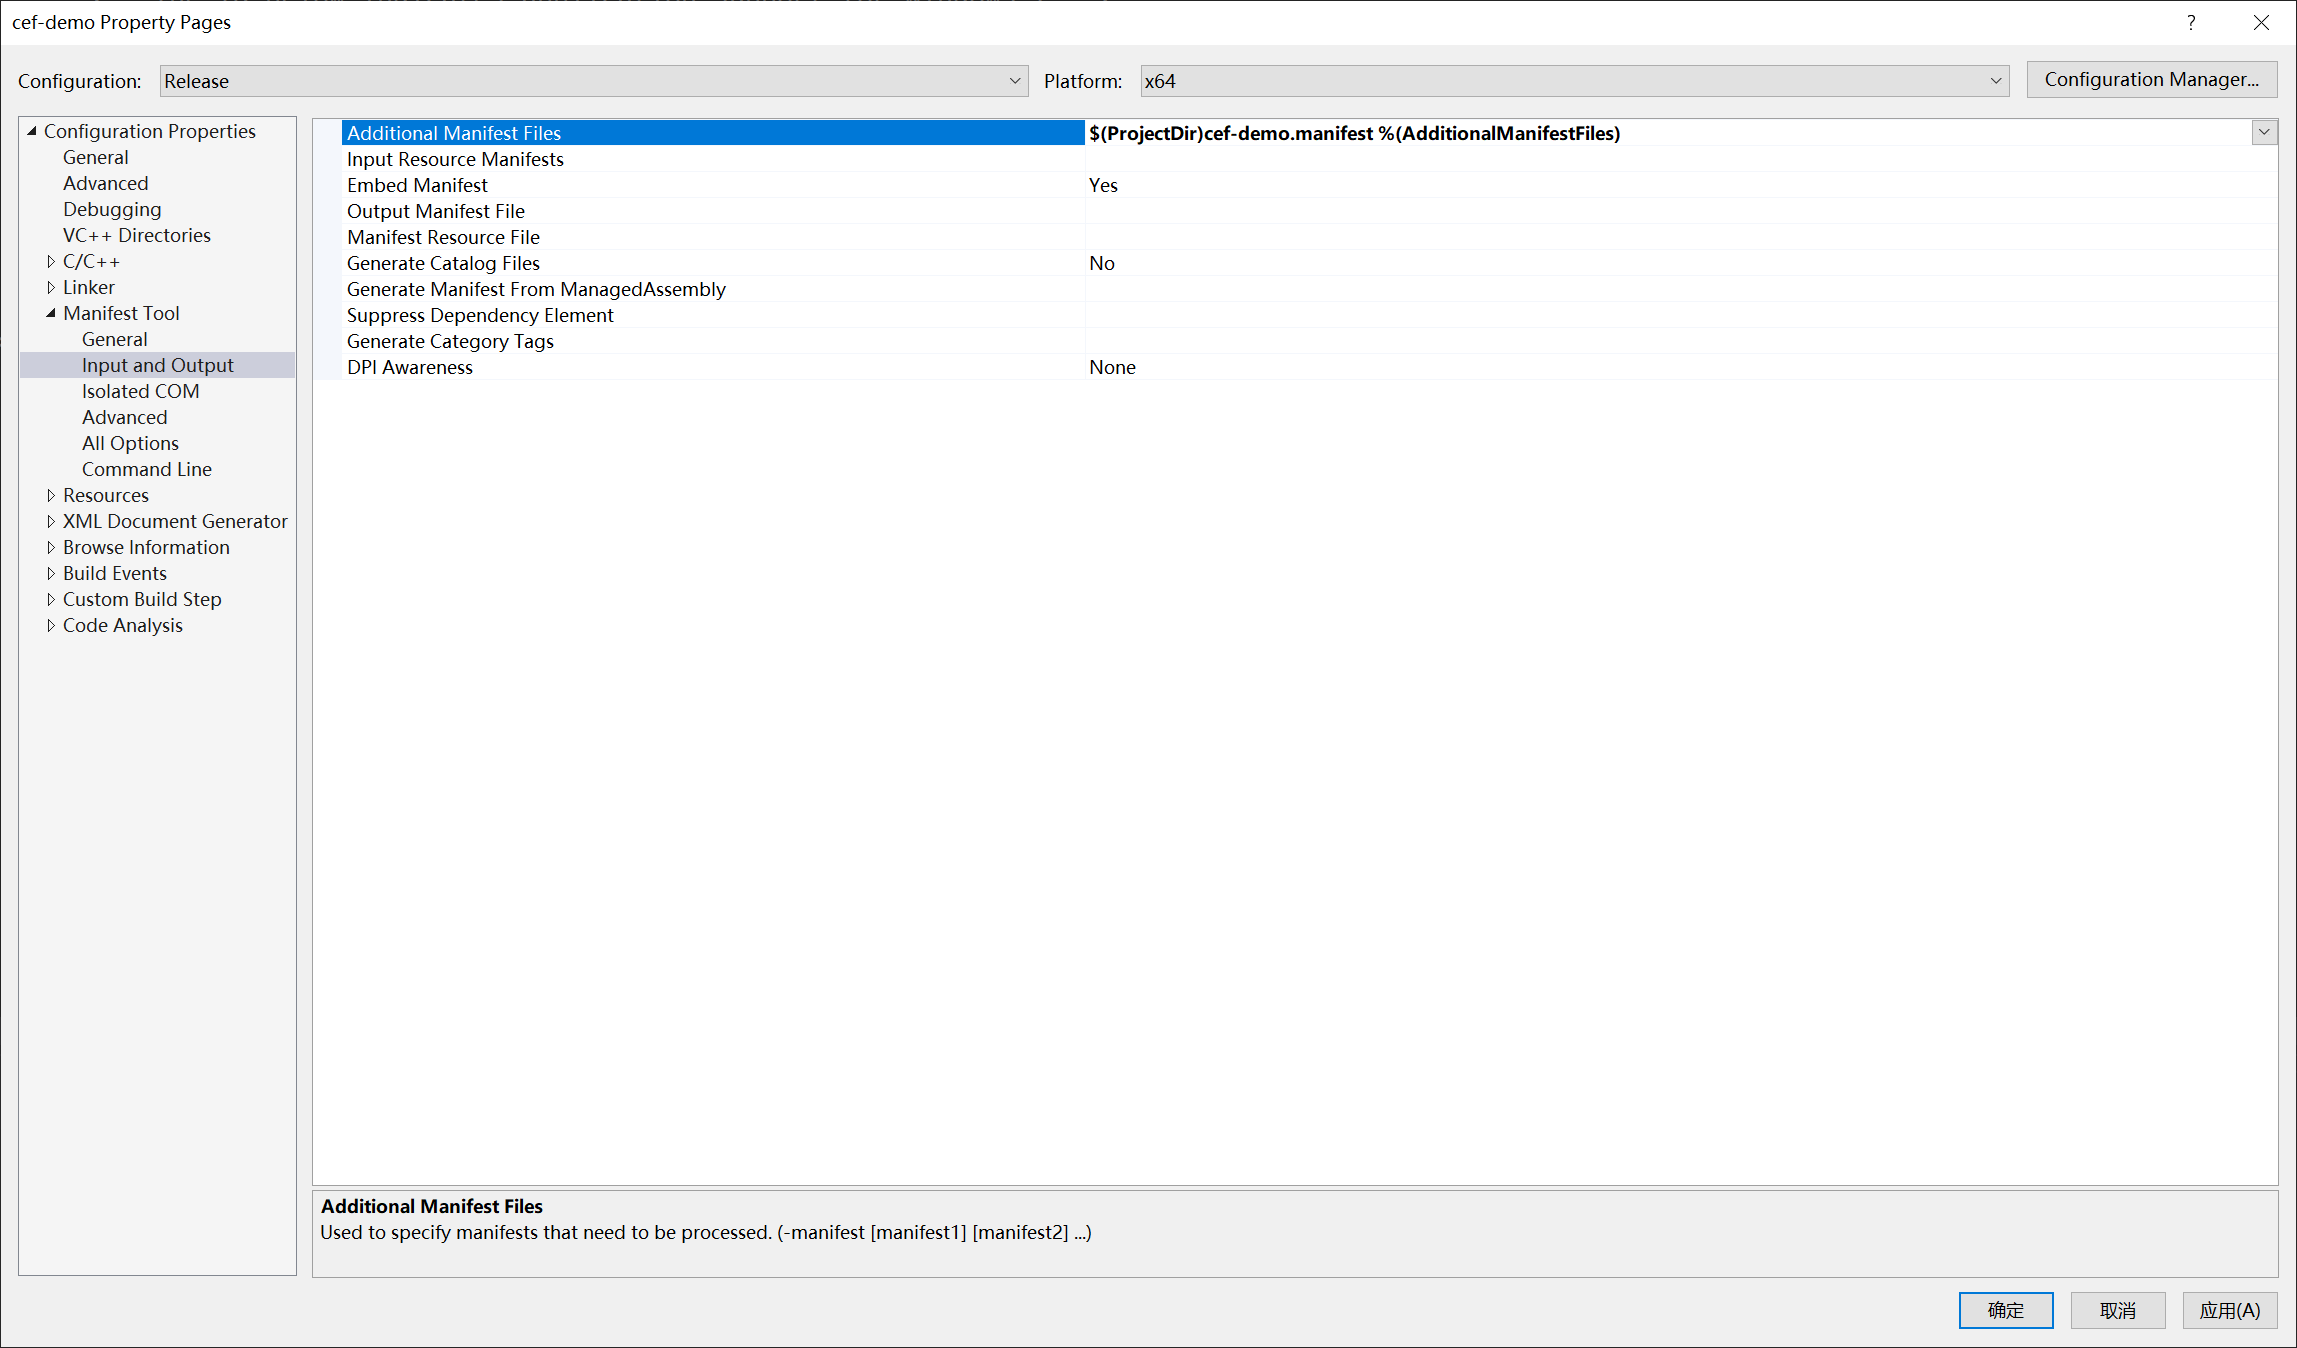 cef-demo Property Pages
Configuration: Release Platform: x64 Configuration Manager...
Configuration Properties
General
Advanced
Debugging
VC++ Directories
C/C++
Linker
Manifest Tool
General
Input and Output
Isolated COM
Advanced
All Options
Command Line
Resources
XML Document Generator
Browse Information
Build Events
Custom Build Step
Code Analysis
Additional Manifest Files $(ProjectDir)cef-demo.manifest %(AdditionalManifestFiles)
Input Resource Manifests
Embed Manifest Yes
Output Manifest File
Manifest Resource File
Generate Catalog Files No
Generate Manifest From ManagedAssembly
Suppress Dependency Element
Generate Category Tags
DPI Awareness None
Additional Manifest Files
Used to specify manifests that need to be processed. (-manifest [manifest1] [manifest2] ...)
确定 取消 应用(A)